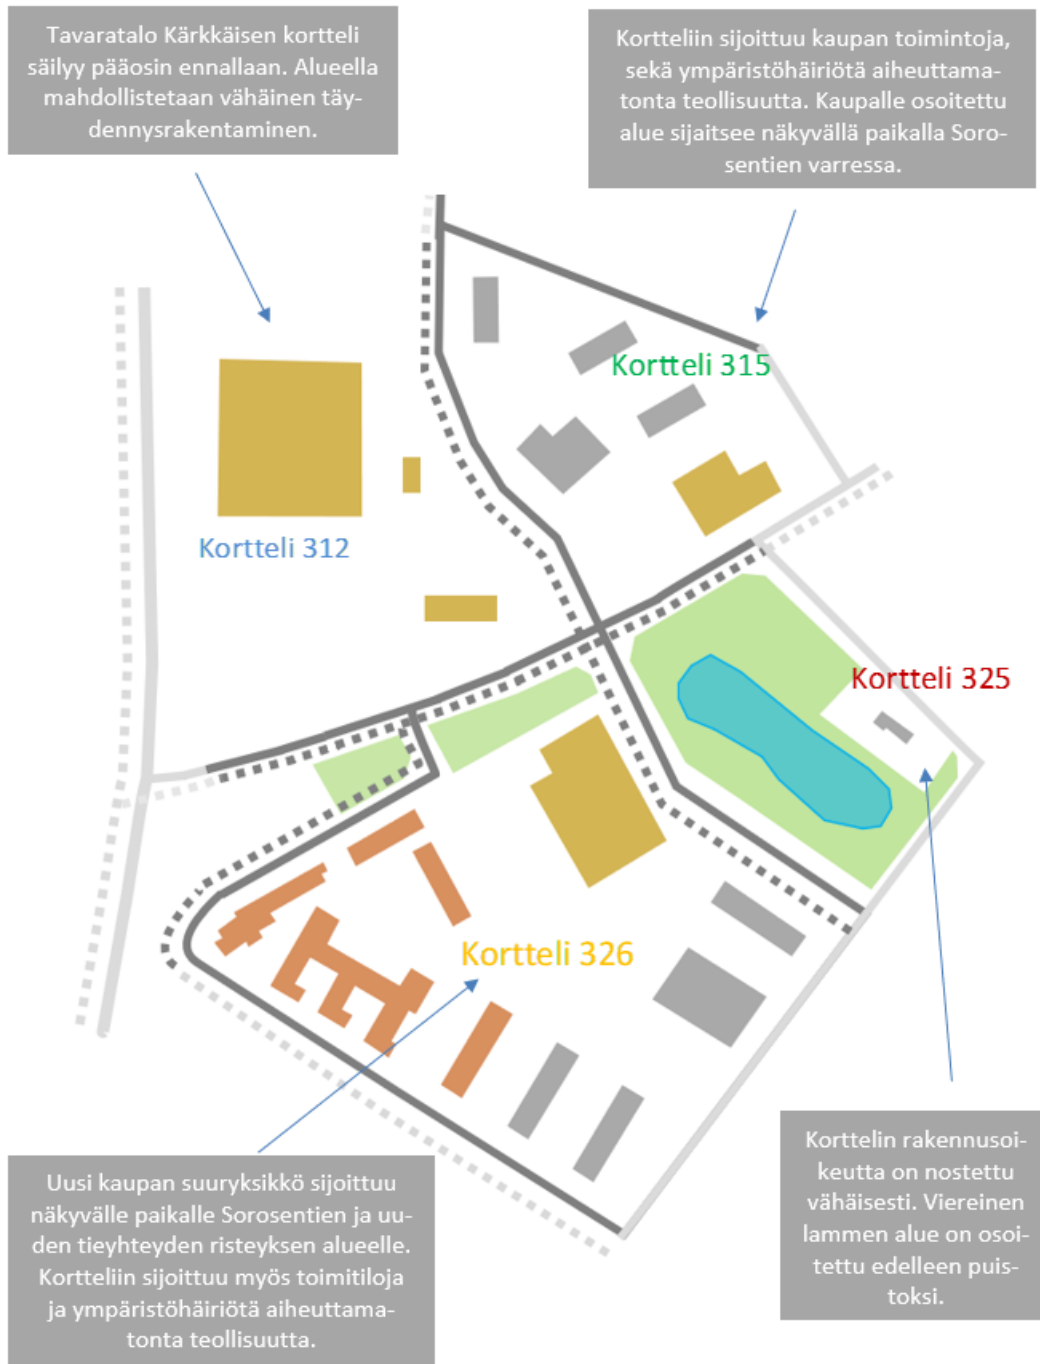 Tavaratalo Kärkkäisen kortteli
säilyy pääosin ennallaan. Alueella
mahdollistetaan vähäinen täy-
dennysrakentaminen.
Kortteliin sijoittuu kaupan toimintoja,
sekä ympäristöhäiriötä aiheuttama-
tonta teollisuutta. Kaupalle osoitettu
alue sijaitsee näkyvällä paikalla Soro-
sentien varressa.
Kortteli 315
Kortteli 312
Kortteli 325
Kortteli 326
Korttelin rakennusoi-
keutta on nostettu
vähäisesti. Viereinen
lammen alue on osoi-
tettu edelleen puis-
toksi.
Uusi kaupan suuryksikkö sijoittuu
näkyvälle paikalle Sorosentien ja uu-
den tieyhteyden risteyksen alueelle.
Kortteliin sijoittuu myös toimitiloja
ja ympäristöhäiriötä aiheuttama-
tonta teollisuutta.